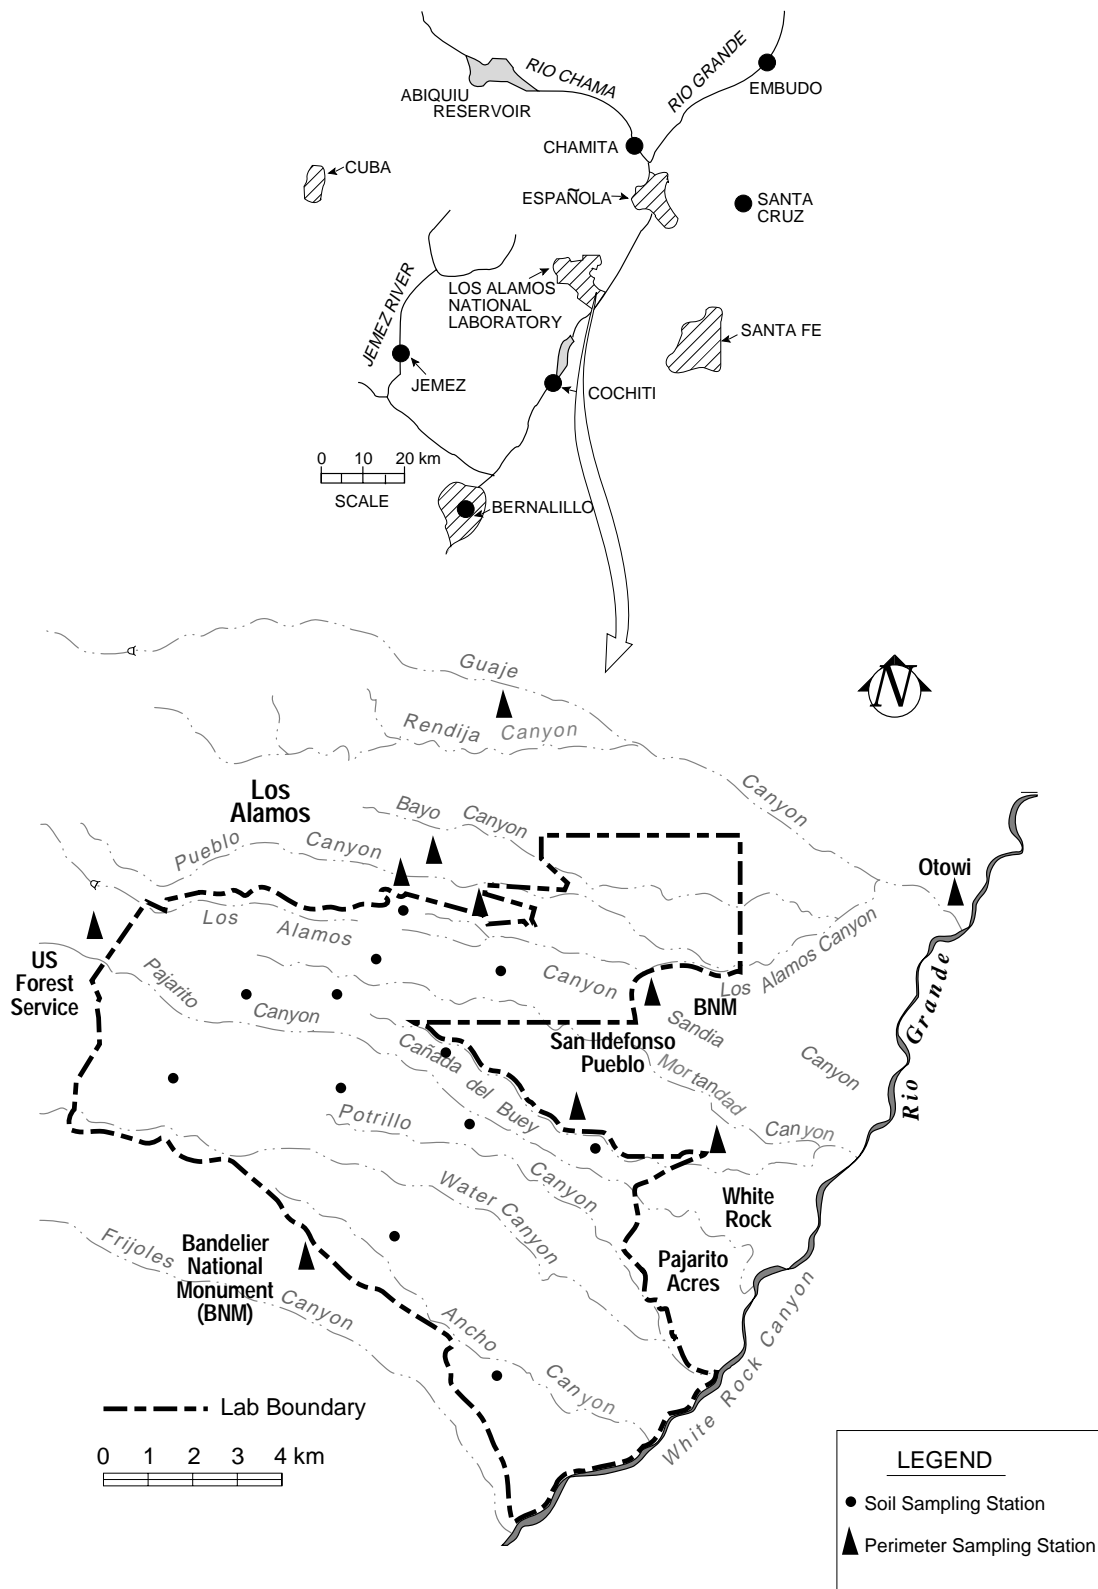 RIO CHAMA
RIO GRANDE
EMBUDO
ABIQUIU
RESERVOIR
CHAMITA
CUBA
ESPAÑOLA
SANTA
CRUZ
JEMEZ RIVER
LOS ALAMOS
NATIONAL
LABORATORY
SANTA FE
JEMEZ
COCHITI
0 10 20 km
SCALE
BERNALILLO
N
Guaje
Canyon
Rendija Canyon
Los
Alamos
Bayo Canyon
Pueblo Canyon
Otowi
Los Alamos Canyon
Los Alamos Canyon
US
Forest
Service
Pajarito Canyon
BNM
Sandia Canyon
San Ildefonso
Pueblo
Rio Grande
Cañada del Buey
Mortandad Canyon
Potrillo Canyon
Water Canyon
White
Rock
Pajarito
Acres
Frijoles Canyon
Bandelier
National
Monument
(BNM)
Ancho Canyon
White Rock Canyon
Lab Boundary
0 1 2 3 4 km
LEGEND
Soil Sampling Station
Perimeter Sampling Station